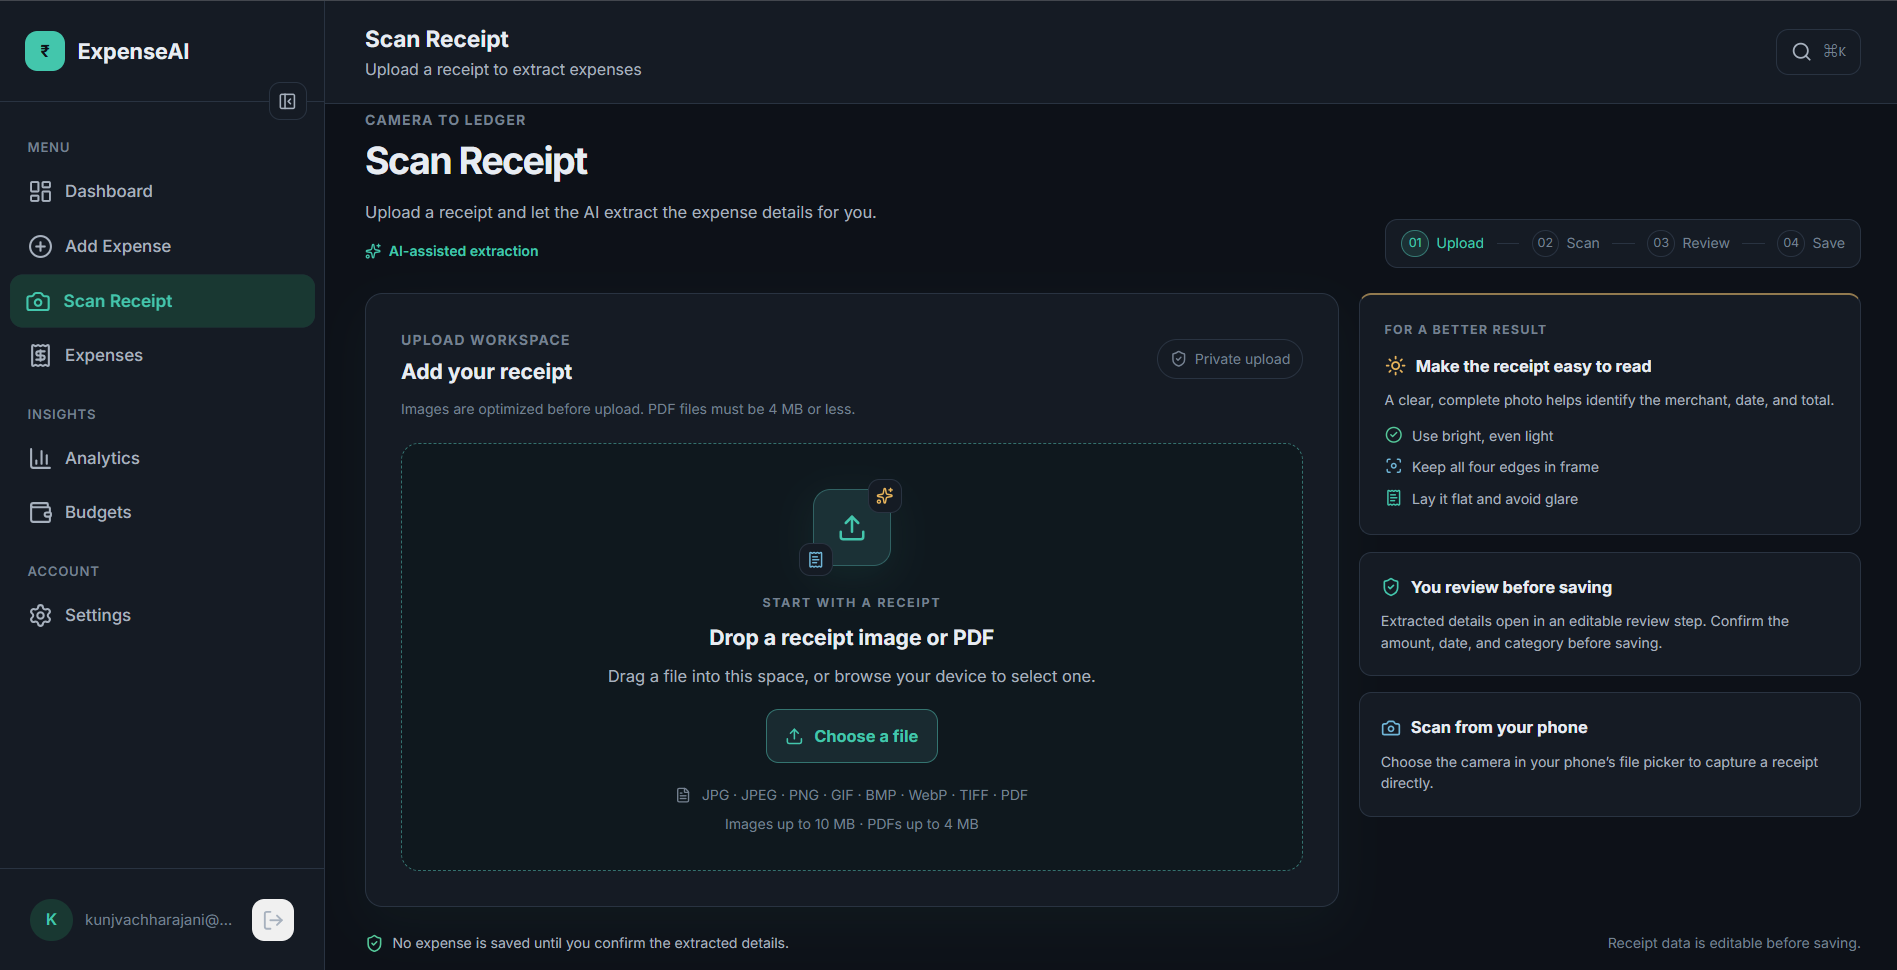 ₹
ExpenseAI
MENU
Dashboard
Add Expense
Scan Receipt
Expenses
INSIGHTS
Analytics
Budgets
ACCOUNT
Settings
K
kunjvachharajani@...
Scan Receipt
Upload a receipt to extract expenses
⌘K
CAMERA TO LEDGER
Scan Receipt
Upload a receipt and let the AI extract the expense details for you.
AI-assisted extraction
01 Upload 02 Scan 03 Review 04 Save
UPLOAD WORKSPACE
Add your receipt
Images are optimized before upload. PDF files must be 4 MB or less.
Private upload
START WITH A RECEIPT
Drop a receipt image or PDF
Drag a file into this space, or browse your device to select one.
Choose a file
JPG · JPEG · PNG · GIF · BMP · WebP · TIFF · PDF
Images up to 10 MB · PDFs up to 4 MB
FOR A BETTER RESULT
Make the receipt easy to read
A clear, complete photo helps identify the merchant, date, and total.
Use bright, even light
Keep all four edges in frame
Lay it flat and avoid glare
You review before saving
Extracted details open in an editable review step. Confirm the
amount, date, and category before saving.
Scan from your phone
Choose the camera in your phone’s file picker to capture a receipt
directly.
No expense is saved until you confirm the extracted details.
Receipt data is editable before saving.